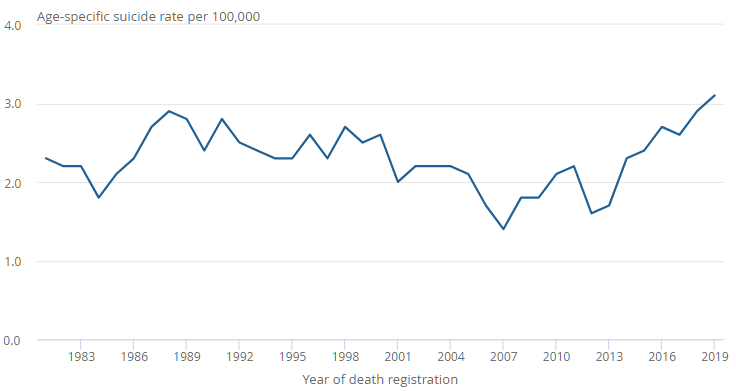 Age-specific suicide rate per 100,000
4.0
3.0
2.0
1.0
0.0
1983 1986 1989 1992 1995 1998 2001 2004 2007 2010 2013 2016 2019
Year of death registration